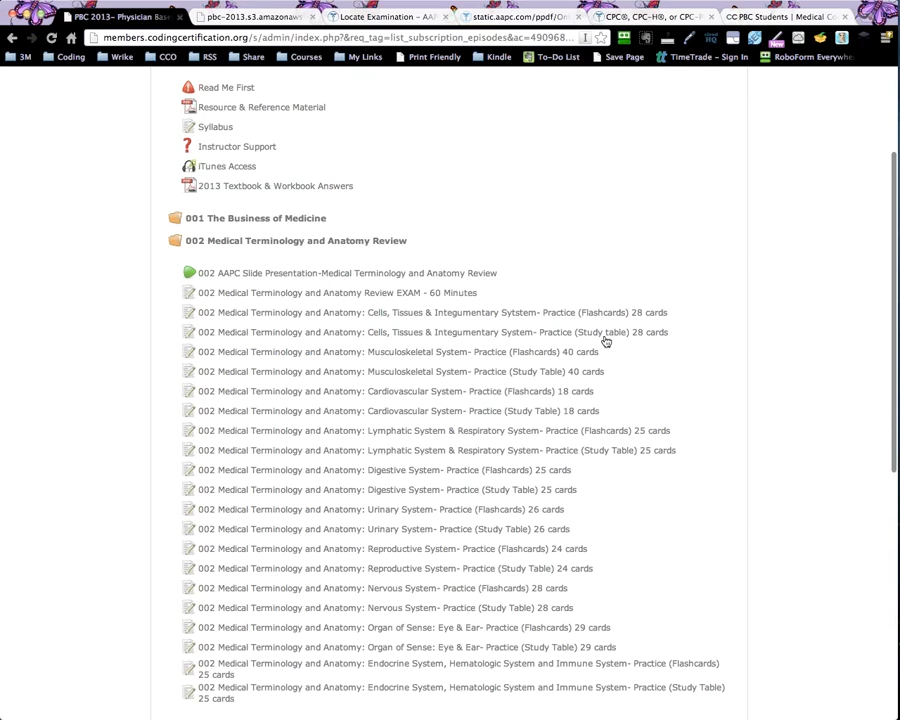 PBC 2013- Physician Base
pbc-2013.s3.amazonaws
Locate Examination – AA
static.aapc.com/ppdf/On
CPC®, CPC-H®, or CPC-P
CC PBC Students | Medical Co
members.codingcertification.org/s/admin/index.php?req_tag=list_subscription_episodes&ac=490968...
3M
Coding
Wrike
CCO
RSS
Share
Courses
My Links
Print Friendly
Kindle
To-Do List
Save Page
TimeTrade - Sign In
RoboForm Everywhe
New
Read Me First
Resource & Reference Material
Syllabus
Instructor Support
iTunes Access
2013 Textbook & Workbook Answers
001 The Business of Medicine
002 Medical Terminology and Anatomy Review
002 AAPC Slide Presentation-Medical Terminology and Anatomy Review
002 Medical Terminology and Anatomy Review EXAM - 60 Minutes
002 Medical Terminology and Anatomy: Cells, Tissues & Integumentary Sytstem- Practice (Flashcards) 28 cards
002 Medical Terminology and Anatomy: Cells, Tissues & Integumentary System- Practice (Study table) 28 cards
002 Medical Terminology and Anatomy: Musculoskeletal System- Practice (Flashcards) 40 cards
002 Medical Terminology and Anatomy: Musculoskeletal System- Practice (Study Table) 40 cards
002 Medical Terminology and Anatomy: Cardiovascular System- Practice (Flashcards) 18 cards
002 Medical Terminology and Anatomy: Cardiovascular System- Practice (Study Table) 18 cards
002 Medical Terminology and Anatomy: Lymphatic System & Respiratory System- Practice (Flashcards) 25 cards
002 Medical Terminology and Anatomy: Lymphatic System & Respiratory System- Practice (Study Table) 25 cards
002 Medical Terminology and Anatomy: Digestive System- Practice (Flashcards) 25 cards
002 Medical Terminology and Anatomy: Digestive System- Practice (Study Table) 25 cards
002 Medical Terminology and Anatomy: Urinary System- Practice (Flashcards) 26 cards
002 Medical Terminology and Anatomy: Urinary System- Practice (Study Table) 26 cards
002 Medical Terminology and Anatomy: Reproductive System- Practice (Flashcards) 24 cards
002 Medical Terminology and Anatomy: Reproductive System- Practice (Study Table) 24 cards
002 Medical Terminology and Anatomy: Nervous System- Practice (Flashcards) 28 cards
002 Medical Terminology and Anatomy: Nervous System- Practice (Study Table) 28 cards
002 Medical Terminology and Anatomy: Organ of Sense: Eye & Ear- Practice (Flashcards) 29 cards
002 Medical Terminology and Anatomy: Organ of Sense: Eye & Ear- Practice (Study Table) 29 cards
002 Medical Terminology and Anatomy: Endocrine System, Hematologic System and Immune System- Practice (Flashcards)
25 cards
002 Medical Terminology and Anatomy: Endocrine System, Hematologic System and Immune System- Practice (Study Table)
25 cards